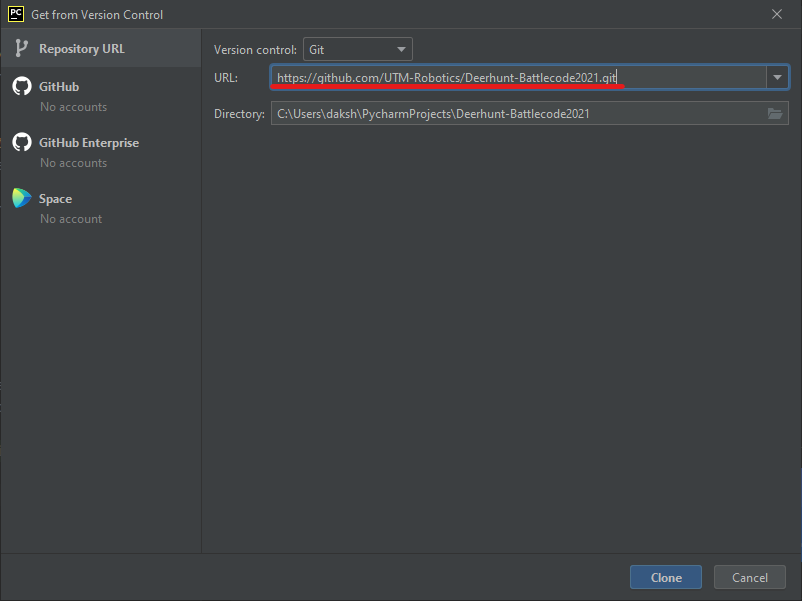 PC Get from Version Control
Repository URL
GitHub
No accounts
GitHub Enterprise
No accounts
Space
No account
Version control: Git
URL: https://github.com/UTM-Robotics/Deerhunt-Battlecode2021.git
Directory: C:\Users\daksh\PycharmProjects\Deerhunt-Battlecode2021
Clone Cancel